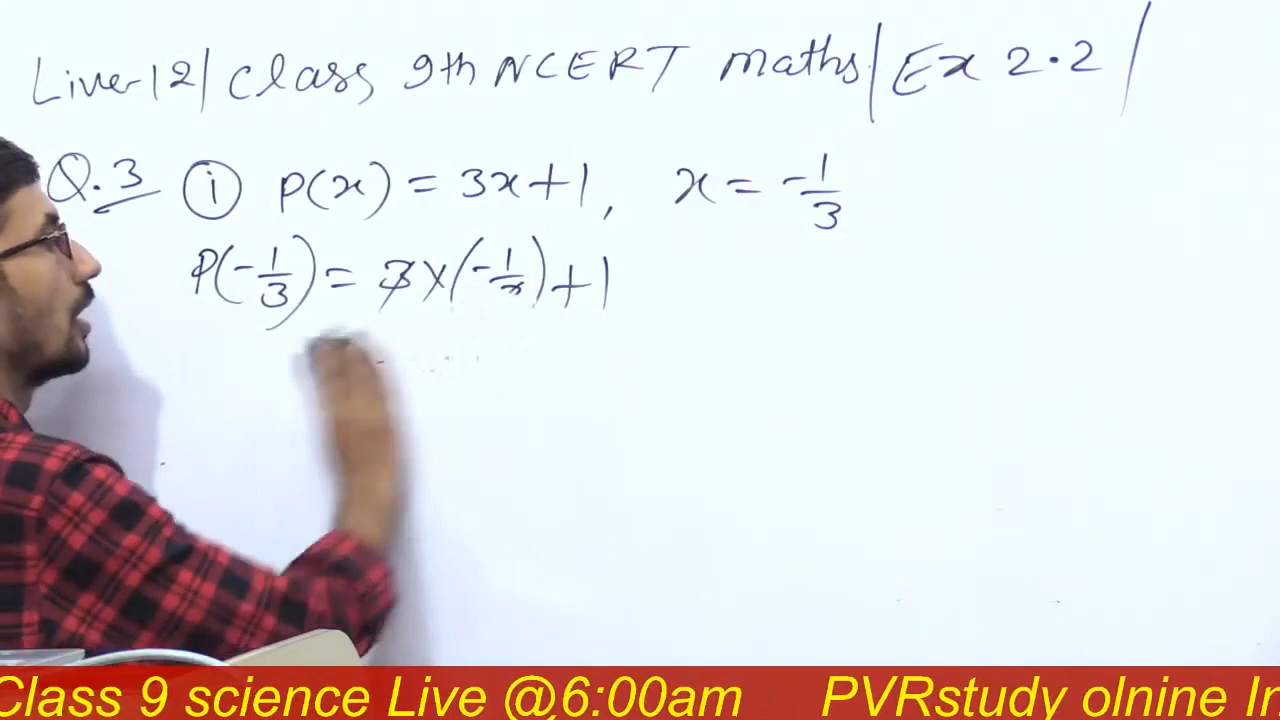 Live-12/ Class 9th NCERT maths/ Ex 2.2/
Q.3 (i) P(x) = 3x+1, x = -1/3
P(-1/3) = 3×(-1/3)+1
Class 9 science Live @6:00am PVRstudy olnine In